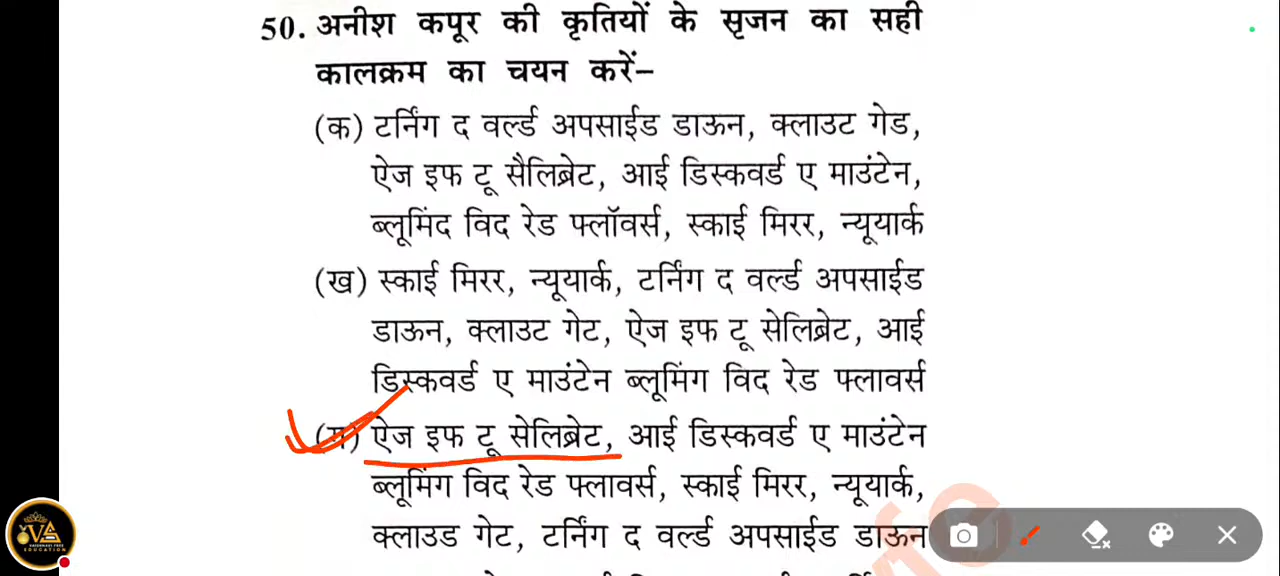 50. अनीश कपूर की कृतियों के सृजन का सही
कालक्रम का चयन करें–
(क) टर्निंग द वर्ल्ड अपसाईड डाऊन, क्लाउट गेड,
ऐज इफ टू सैलिब्रेट, आई डिस्कवर्ड ए माउंटेन,
ब्लूमिंद विद रेड फ्लॉवर्स, स्काई मिरर, न्यूयार्क
(ख) स्काई मिरर, न्यूयार्क, टर्निंग द वर्ल्ड अपसाईड
डाऊन, क्लाउट गेट, ऐज इफ टू सेलिब्रेट, आई
डिस्कवर्ड ए माउंटेन ब्लूमिंग विद रेड फ्लावर्स
(ग) ऐज इफ टू सेलिब्रेट, आई डिस्कवर्ड ए माउंटेन
ब्लूमिंग विद रेड फ्लावर्स, स्काई मिरर, न्यूयार्क,
क्लाउड गेट, टर्निंग द वर्ल्ड अपसाईड डाऊन
VS
EDUCATION